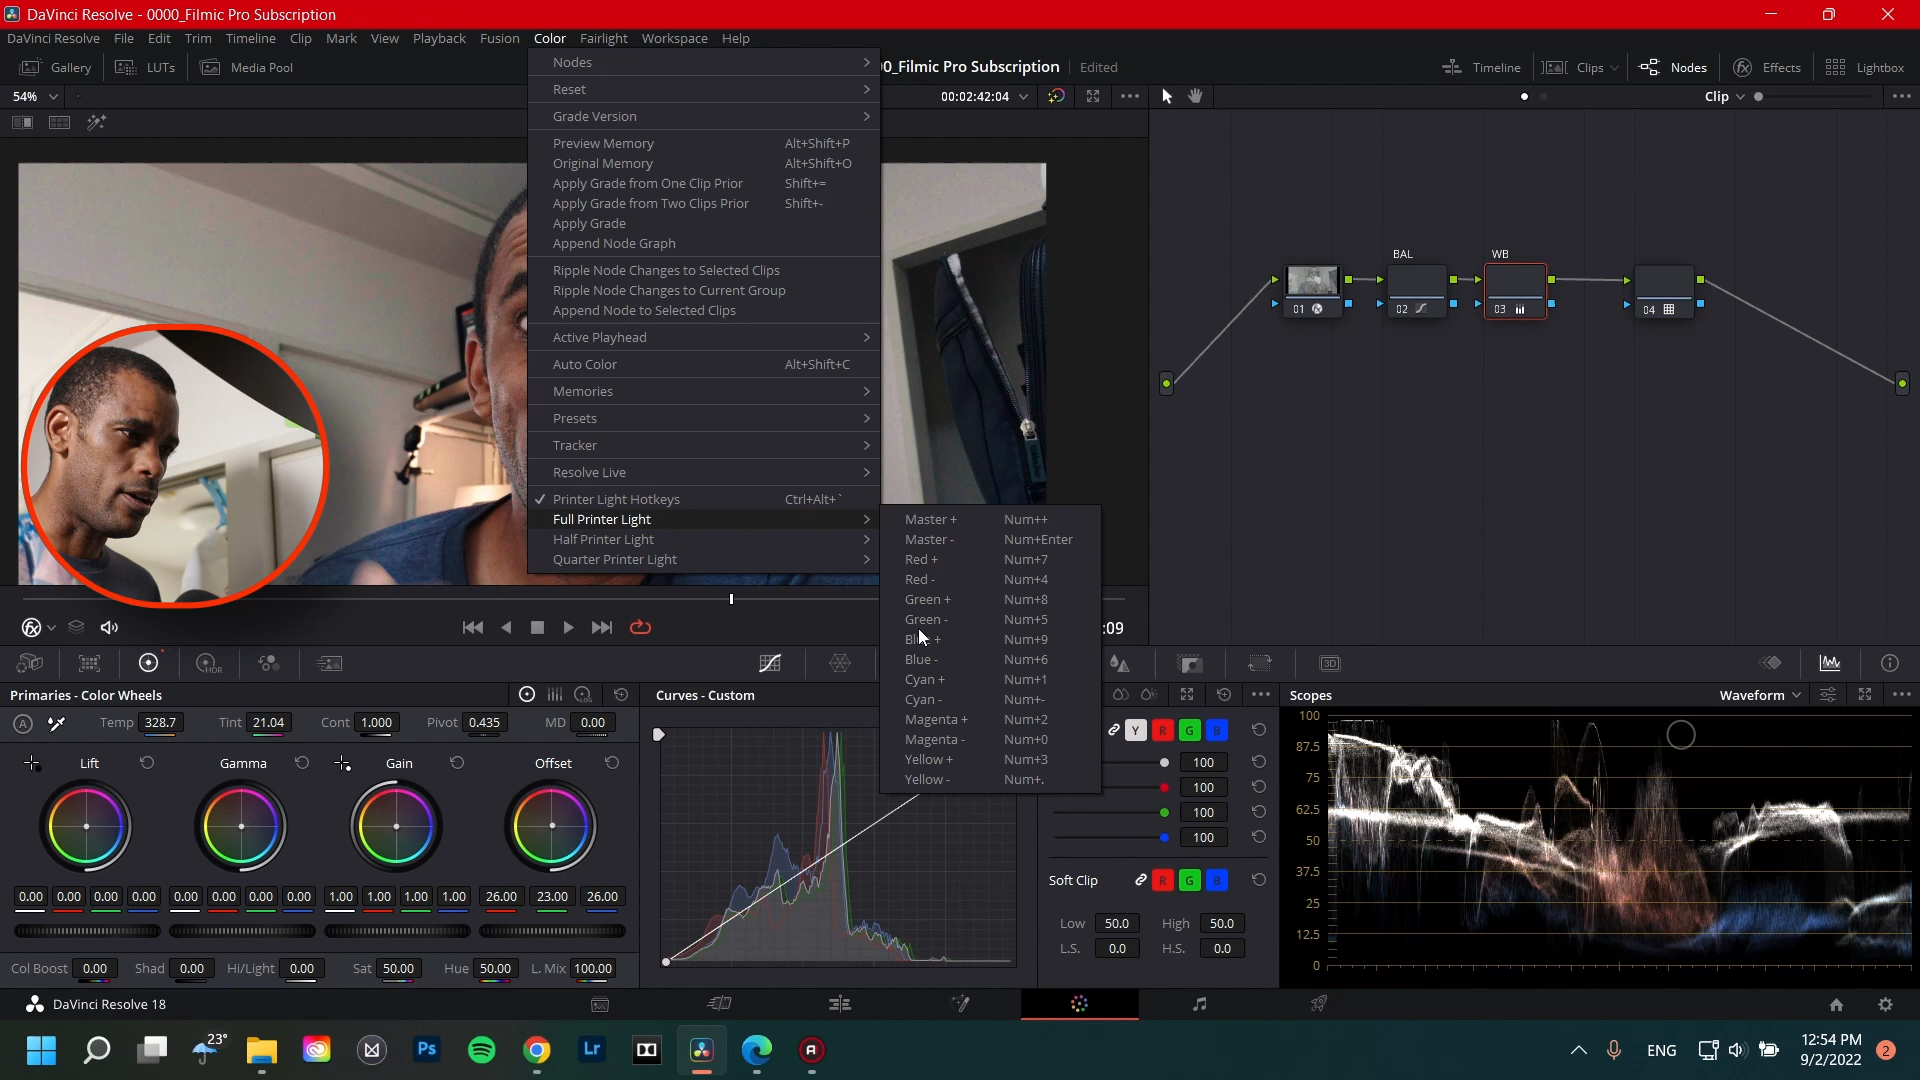 DaVinci Resolve - 0000_Filmic Pro Subscription
DaVinci Resolve File Edit Trim Timeline Clip Mark View Playback Fusion Color Fairlight Workspace Help
Gallery LUTs Media Pool
0_Filmic Pro Subscription Edited
Timeline Clips Nodes Effects Lightbox
54%
00:02:42:04
Clip
Nodes
Reset
Grade Version
Preview Memory Alt+Shift+P
Original Memory Alt+Shift+O
Apply Grade from One Clip Prior Shift+=
Apply Grade from Two Clips Prior Shift+-
Apply Grade
Append Node Graph
Ripple Node Changes to Selected Clips
Ripple Node Changes to Current Group
Append Node to Selected Clips
Active Playhead
Auto Color Alt+Shift+C
Memories
Presets
Tracker
Resolve Live
Printer Light Hotkeys Ctrl+Alt+`
Full Printer Light
Half Printer Light
Quarter Printer Light
Master + Num++
Master - Num+Enter
Red + Num+7
Red - Num+4
Green + Num+8
Green - Num+5
+ Num+9
Blue - Num+6
Cyan + Num+1
Cyan - Num+-
Magenta + Num+2
Magenta - Num+0
Yellow + Num+3
Yellow - Num+.
BAL WB
01 02 03 04
:09
HDR
3D
Primaries - Color Wheels
A Temp 328.7 Tint 21.04 Cont 1.000 Pivot 0.435 MD 0.00
Lift Gamma Gain Offset
0.00 0.00 0.00 0.00 0.00 0.00 0.00 0.00 1.00 1.00 1.00 1.00 26.00 23.00 26.00
Col Boost 0.00 Shad 0.00 Hi/Light 0.00 Sat 50.00 Hue 50.00 L. Mix 100.00
Curves - Custom
Y R G B
100
100
100
100
Soft Clip R G B
Low 50.0 High 50.0
L.S. 0.0 H.S. 0.0
Scopes Waveform
100
87.5
75
62.5
50
37.5
25
12.5
0
DaVinci Resolve 18
23°
Ps
Lr
ENG
12:54 PM
9/2/2022
2